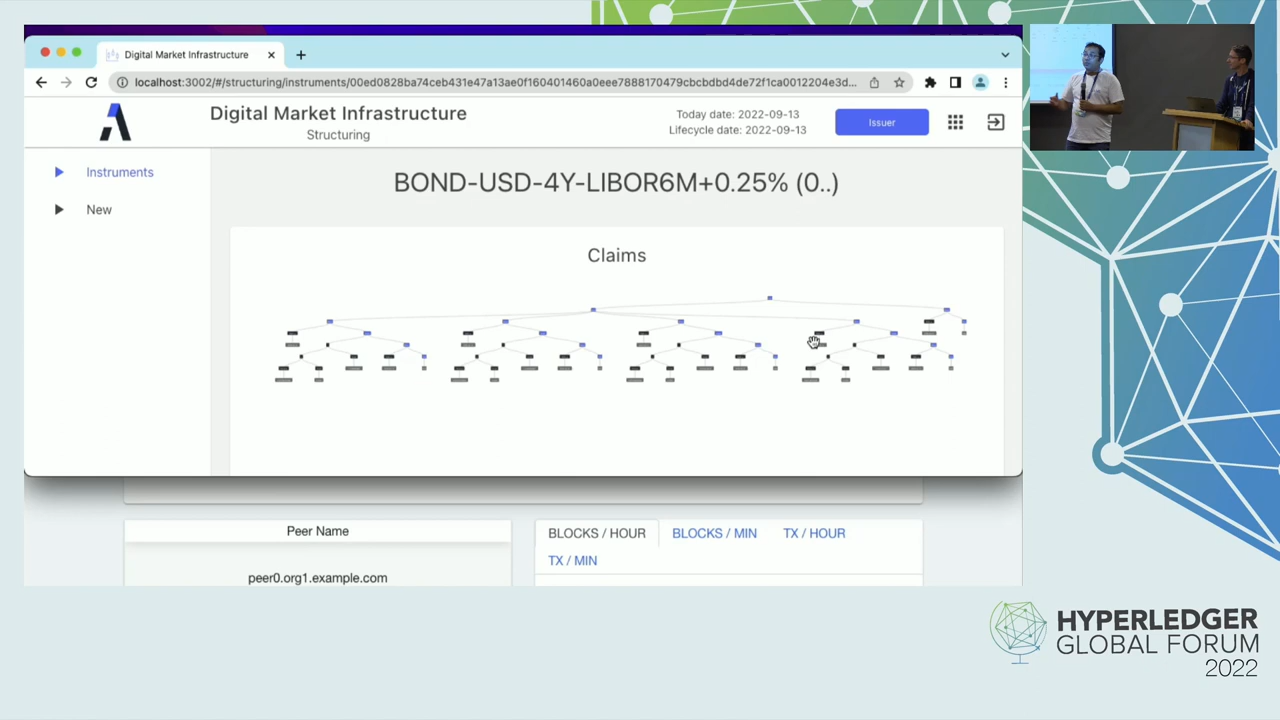 Digital Market Infrastructure
localhost:3002/#/structuring/instruments/00ed0828ba74ceb431e47a13ae0f160401460a0eee7888170479cbcbdbd4de72f1ca0012204e3d...
Digital Market Infrastructure
Structuring
Today date: 2022-09-13
Lifecycle date: 2022-09-13
Issuer
Instruments
New
BOND-USD-4Y-LIBOR6M+0.25% (0..)
Claims
Peer Name
peer0.org1.example.com
BLOCKS / HOUR
BLOCKS / MIN
TX / HOUR
TX / MIN
HYPERLEDGER
GLOBAL FORUM
2022